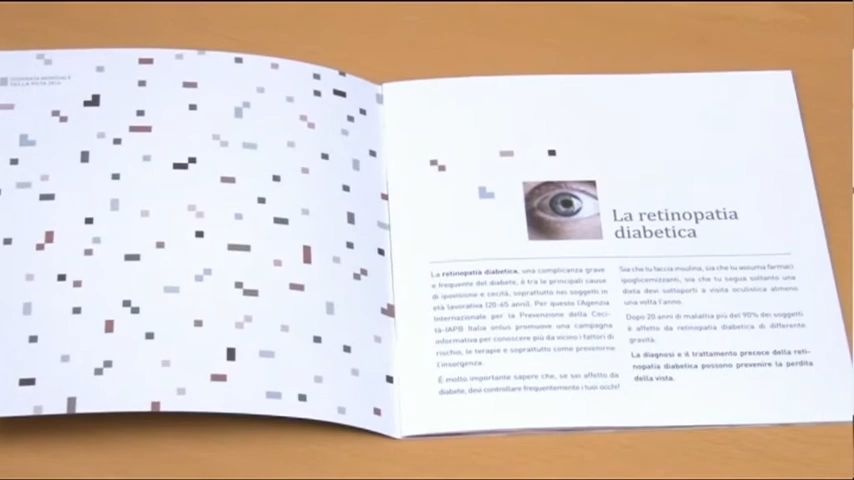 GIORNATA MONDIALE
DELLA VISTA 2016
La retinopatia
diabetica
La retinopatia diabetica, una complicanza grave
e frequente del diabete, è tra le principali cause
di ipovisione e cecità, soprattutto nei soggetti in
età lavorativa (20-65 anni). Per questo l'Agenzia
Internazionale per la Prevenzione della Ceci-
tà-IAPB Italia onlus promuove una campagna
informativa per conoscere più da vicino i fattori di
rischio, le terapie e soprattutto come prevenirne
l'insorgenza.
È molto importante sapere che, se sei affetto da
diabete, devi controllare frequentemente i tuoi occhi!
Sia che tu faccia insulina, sia che tu assuma farmaci
ipoglicemizzanti, sia che tu segua soltanto una
dieta devi sottoporti a visita oculistica almeno
una volta l'anno.
Dopo 20 anni di malattia più del 90% dei soggetti
è affetto da retinopatia diabetica di differente
gravità.
La diagnosi e il trattamento precoce della reti-
nopatia diabetica possono prevenire la perdita
della vista.